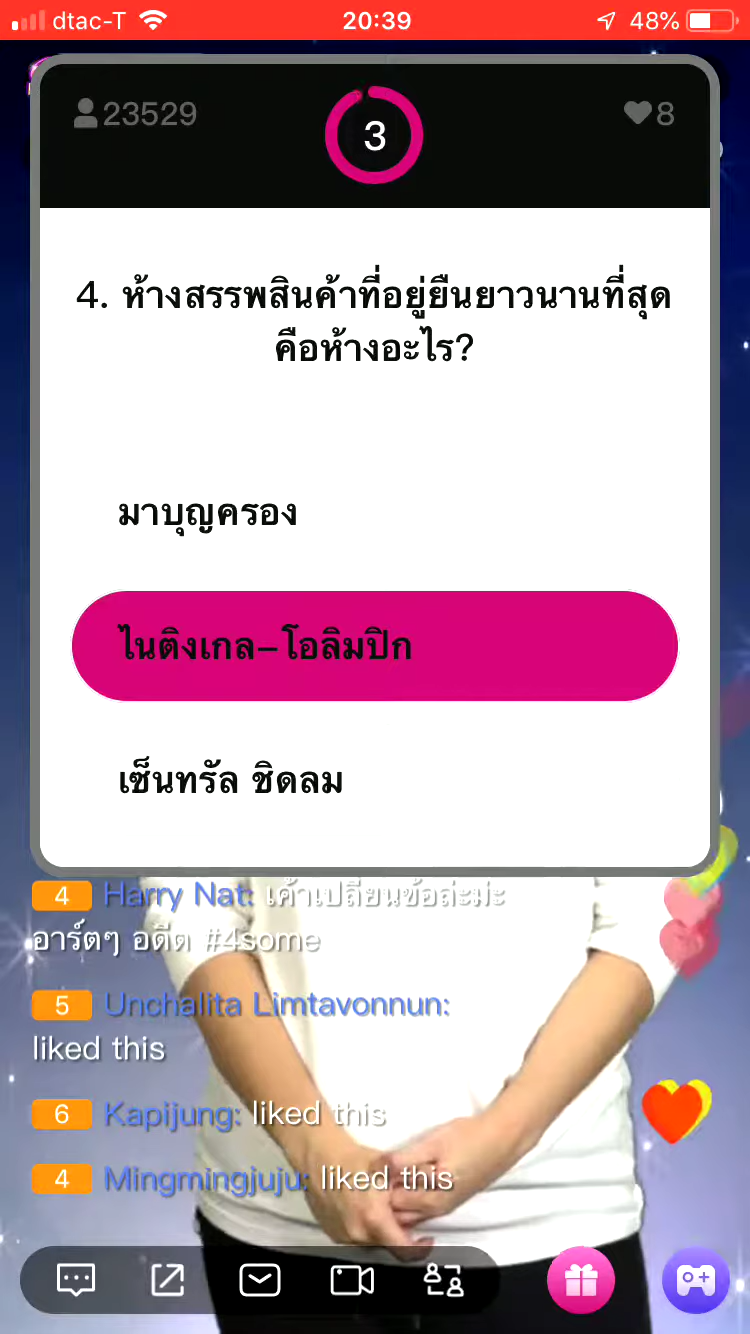 dtac-T 20:39 48%
23529 3 8
4. ห้างสรรพสินค้าที่อยู่ยืนยาวนานที่สุด
คือห้างอะไร?
มาบุญครอง
ไนติงเกล–โอลิมปิก
เซ็นทรัล ชิดลม
4 Harry Nat: เค้าเปลี่ยนข้อล่ะม่ะ
อาร์ตๆ อดีต #4some
5 Unchalita Limtavonnun:
liked this
6 Kapijung: liked this
4 Mingmingjuju: liked this